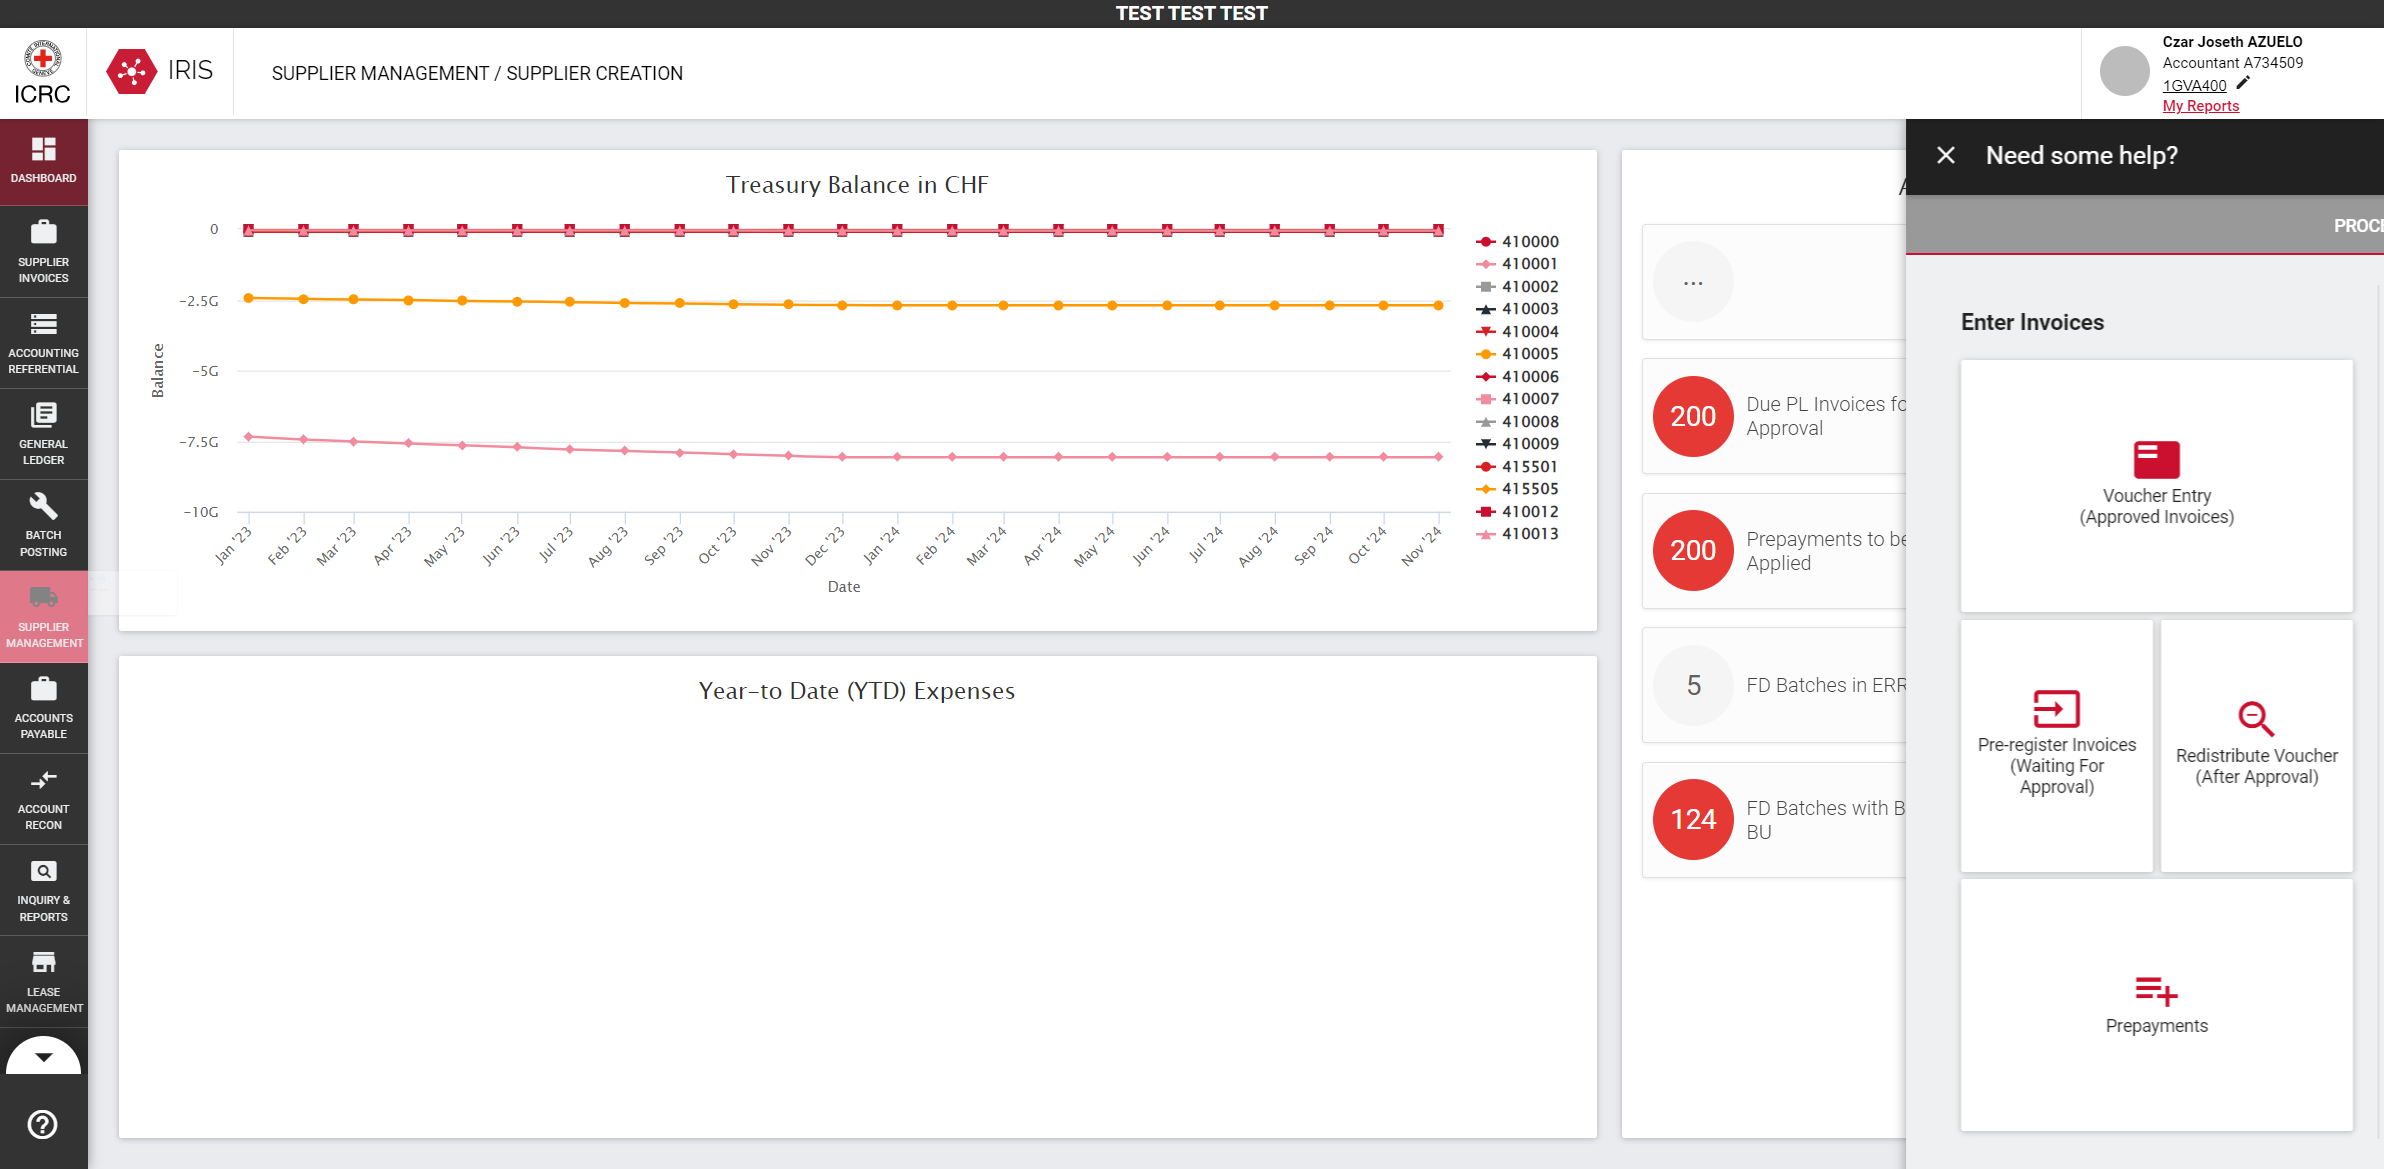 TEST TEST TEST
ICRC
IRIS
SUPPLIER MANAGEMENT / SUPPLIER CREATION
Czar Joseth AZUELO
Accountant A734509
1GVA400
My Reports
DASHBOARD
SUPPLIER
INVOICES
ACCOUNTING
REFERENTIAL
GENERAL
LEDGER
BATCH
POSTING
SUPPLIER
MANAGEMENT
ACCOUNTS
PAYABLE
ACCOUNT
RECON
INQUIRY &
REPORTS
LEASE
MANAGEMENT
Treasury Balance in CHF
0
−2.5G
−5G
−7.5G
−10G
Balance
Jan '23
Feb '23
Mar '23
Apr '23
May '23
Jun '23
Jul '23
Aug '23
Sep '23
Oct '23
Nov '23
Dec '23
Jan '24
Feb '24
Mar '24
Apr '24
May '24
Jun '24
Jul '24
Aug '24
Sep '24
Oct '24
Nov '24
Date
410000
410001
410002
410003
410004
410005
410006
410007
410008
410009
415501
415505
410012
410013
Year-to Date (YTD) Expenses
...
200
Due PL Invoices fo
Approval
200
Prepayments to be
Applied
5
FD Batches in ERR
124
FD Batches with B
BU
Need some help?
PROCE
Enter Invoices
Voucher Entry
(Approved Invoices)
Pre-register Invoices
(Waiting For
Approval)
Redistribute Voucher
(After Approval)
Prepayments